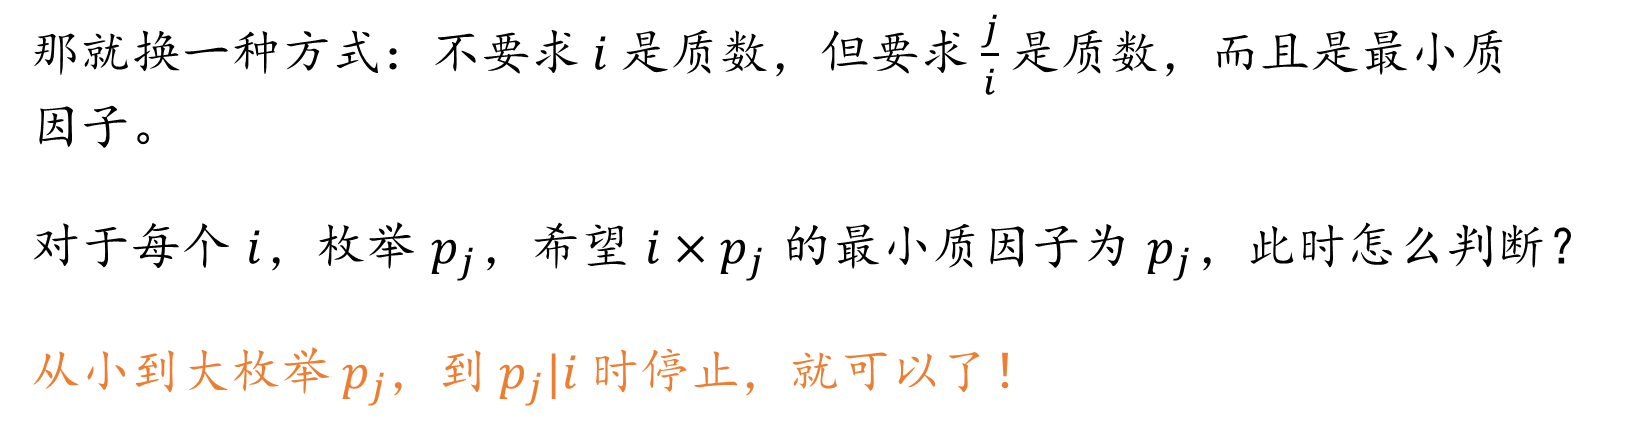 那就换一种方式：不要求 i 是质数，但要求 j/i 是质数，而且是最小质
因子。
对于每个 i，枚举 p_j，希望 i × p_j 的最小质因子为 p_j，此时怎么判断？
从小到大枚举 p_j，到 p_j|i 时停止，就可以了！